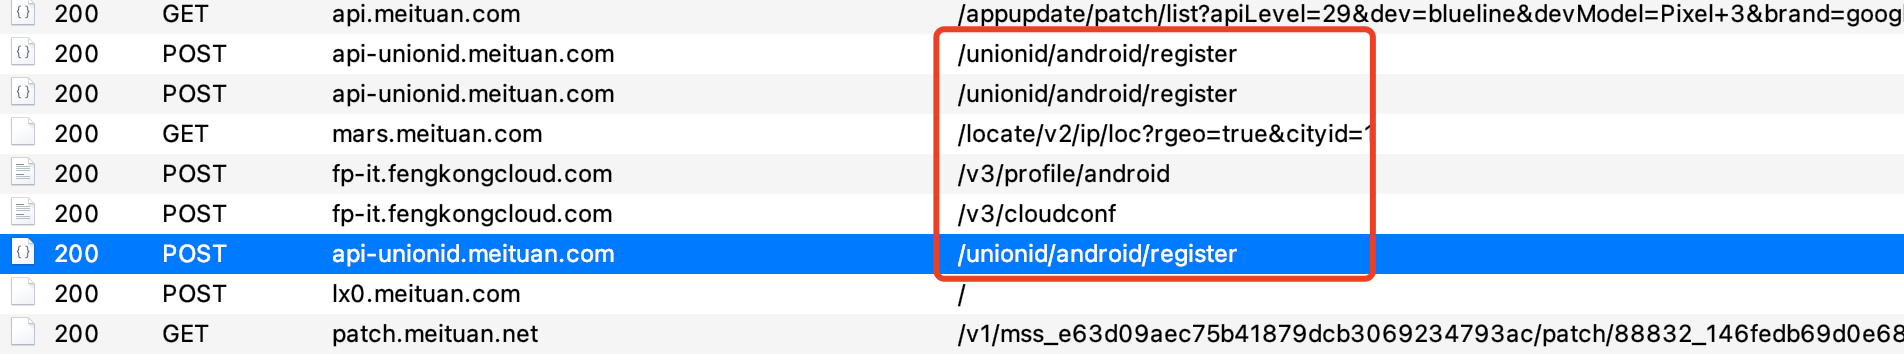 {} 200 GET api.meituan.com /appupdate/patch/list?apiLevel=29&dev=blueline&devModel=Pixel+3&brand=goog
{} 200 POST api-unionid.meituan.com /unionid/android/register
{} 200 POST api-unionid.meituan.com /unionid/android/register
200 GET mars.meituan.com /locate/v2/ip/loc?rgeo=true&cityid=1
200 POST fp-it.fengkongcloud.com /v3/profile/android
200 POST fp-it.fengkongcloud.com /v3/cloudconf
{} 200 POST api-unionid.meituan.com /unionid/android/register
200 POST lx0.meituan.com /
200 GET patch.meituan.net /v1/mss_e63d09aec75b41879dcb3069234793ac/patch/88832_146fedb69d0e68